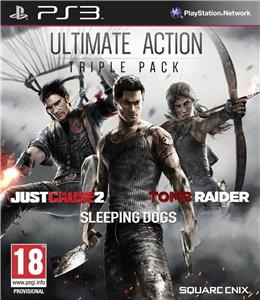 PS3
PlayStation.Network
ULTIMATE ACTION
TRIPLE PACK
JUST CAUSE 2
TOMB RAIDER
SLEEPING DOGS
18
www.pegi.info
PROVISIONAL
SQUARE ENIX